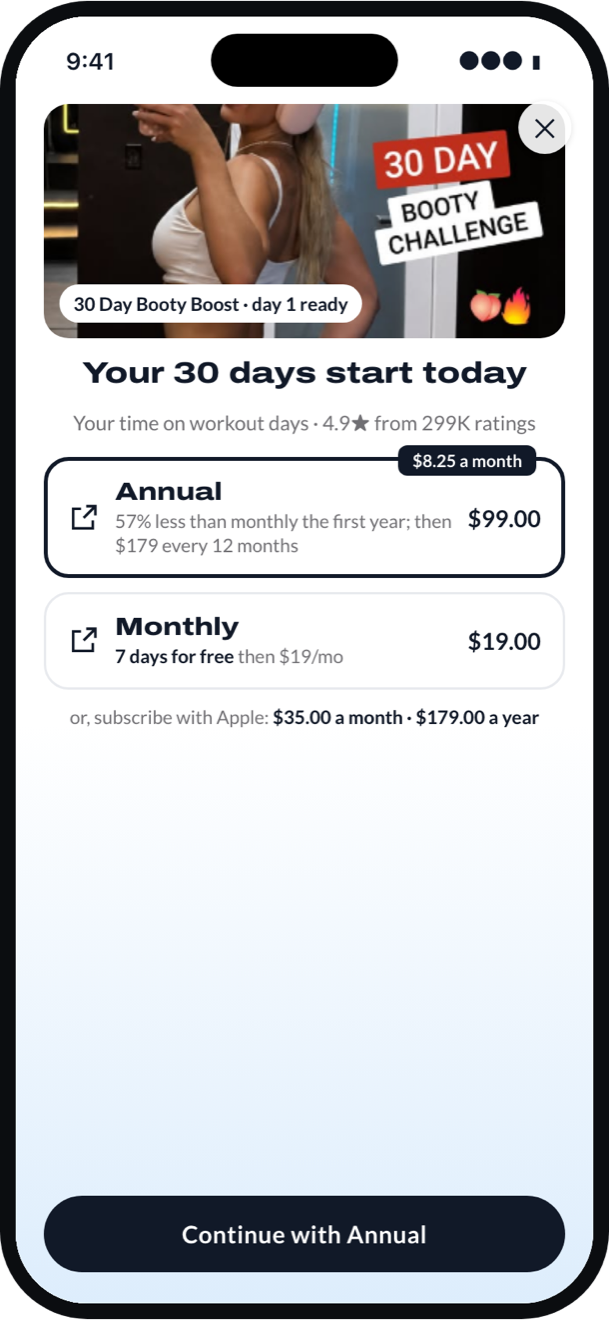 9:41
30 DAY
BOOTY
CHALLENGE
30 Day Booty Boost · day 1 ready
Your 30 days start today
Your time on workout days · 4.9★ from 299K ratings
$8.25 a month
Annual
57% less than monthly the first year; then
$179 every 12 months
$99.00
Monthly
7 days for free then $19/mo
$19.00
or, subscribe with Apple: $35.00 a month · $179.00 a year
Continue with Annual